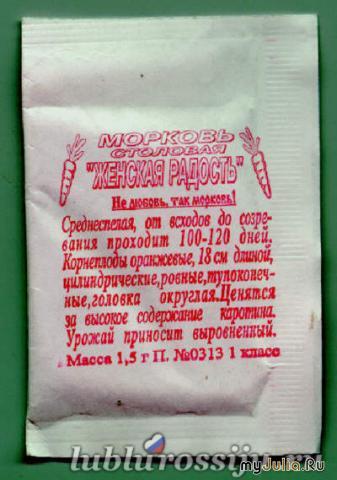 МОРКОВЬ
СТОЛОВАЯ
"ЖЕНСКАЯ РАДОСТЬ"
Не любовь, так морковь!
Среднеспелая, от всходов до созре-
вания проходит 100-120 дней.
Корнеплоды оранжевые, 18 см длиной,
цилиндрические,ровные,тупоконеч-
ные,головка округлая.Ценятся
за высокое содержание каротина.
Урожай приносит выровненный.
Масса 1,5 г П. №0313 1 класс
lublurossiju.ru
myJulia.Ru